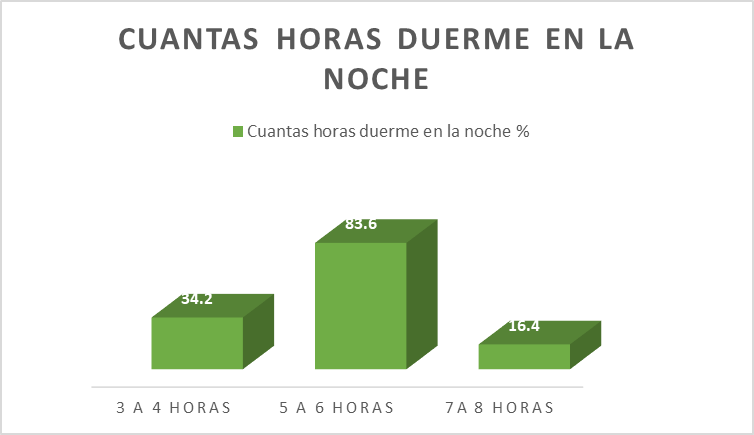 CUANTAS HORAS DUERME EN LA
NOCHE
Cuantas horas duerme en la noche %
34.2
83.6
16.4
3 A 4 HORAS
5 A 6 HORAS
7A 8 HORAS